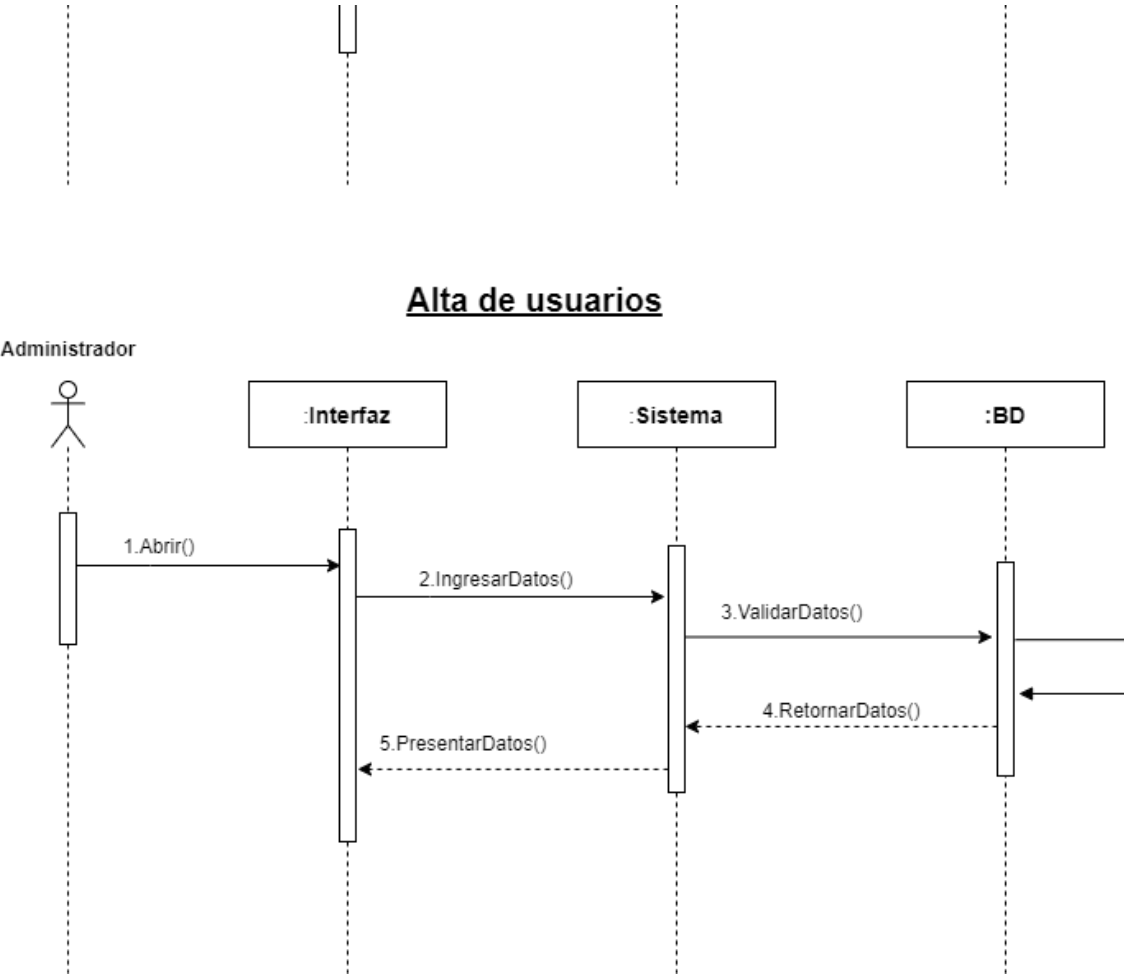 Alta de usuarios
Administrador
:Interfaz
:Sistema
:BD
1.Abrir()
2.IngresarDatos()
3.ValidarDatos()
4.RetornarDatos()
5.PresentarDatos()